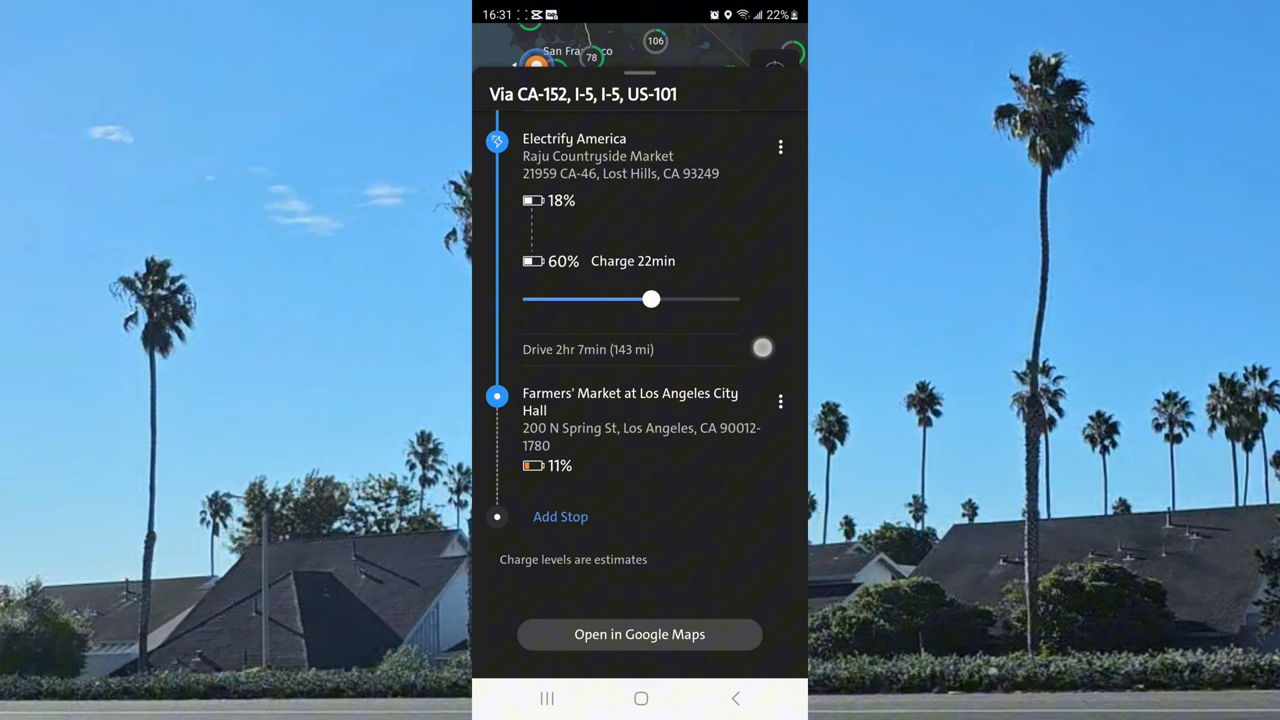 16:31
22%
106
San Francisco
78
Via CA-152, I-5, I-5, US-101
Electrify America
Raju Countryside Market
21959 CA-46, Lost Hills, CA 93249
18%
60% Charge 22min
Drive 2hr 7min (143 mi)
Farmers' Market at Los Angeles City
Hall
200 N Spring St, Los Angeles, CA 90012-
1780
11%
Add Stop
Charge levels are estimates
Open in Google Maps